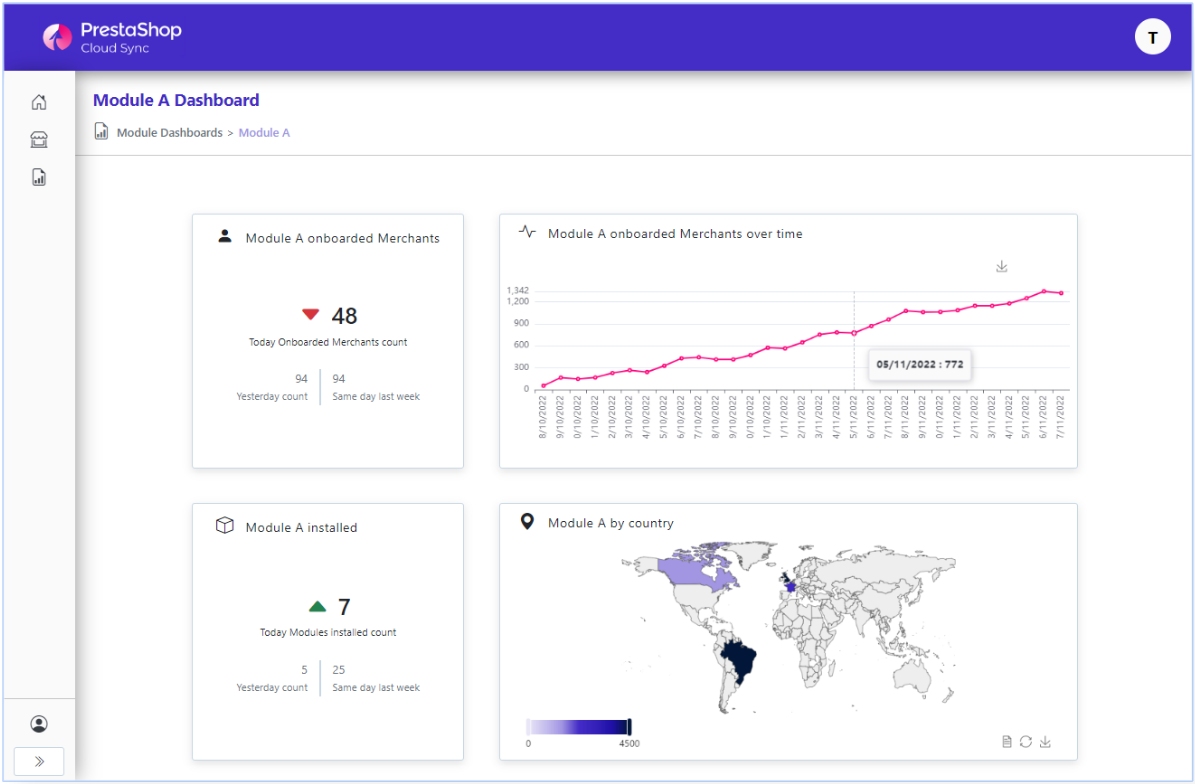 PrestaShop
Cloud Sync
T
Module A Dashboard
Module Dashboards > Module A
Module A onboarded Merchants
48
Today Onboarded Merchants count
94
94
Yesterday count
Same day last week
Module A onboarded Merchants over time
1,342
1,200
900
600
300
0
05/11/2022 : 772
8/10/2022
9/10/2022
0/10/2022
1/10/2022
2/10/2022
3/10/2022
4/10/2022
5/10/2022
6/10/2022
7/10/2022
8/10/2022
9/10/2022
0/10/2022
1/10/2022
1/11/2022
2/11/2022
3/11/2022
4/11/2022
5/11/2022
6/11/2022
7/11/2022
8/11/2022
9/11/2022
0/11/2022
1/11/2022
2/11/2022
3/11/2022
4/11/2022
5/11/2022
6/11/2022
7/11/2022
Module A installed
7
Today Modules installed count
5
25
Yesterday count
Same day last week
Module A by country
0
4500